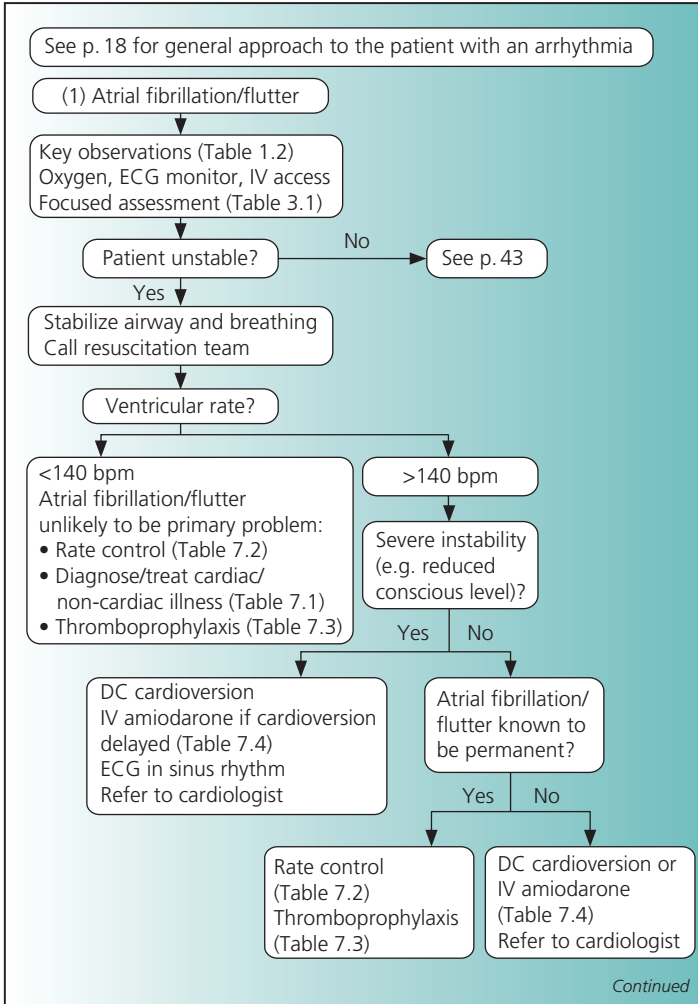 See p. 18 for general approach to the patient with an arrhythmia
(1) Atrial fibrillation/flutter
Key observations (Table 1.2)
Oxygen, ECG monitor, IV access
Focused assessment (Table 3.1)
Patient unstable?
No
See p. 43
Yes
Stabilize airway and breathing
Call resuscitation team
Ventricular rate?
<140 bpm
Atrial fibrillation/flutter
unlikely to be primary problem:
• Rate control (Table 7.2)
• Diagnose/treat cardiac/
non-cardiac illness (Table 7.1)
• Thromboprophylaxis (Table 7.3)
>140 bpm
Severe instability
(e.g. reduced
conscious level)?
Yes
No
DC cardioversion
IV amiodarone if cardioversion
delayed (Table 7.4)
ECG in sinus rhythm
Refer to cardiologist
Atrial fibrillation/
flutter known to
be permanent?
Yes
No
Rate control
(Table 7.2)
Thromboprophylaxis
(Table 7.3)
DC cardioversion or
IV amiodarone
(Table 7.4)
Refer to cardiologist
Continued